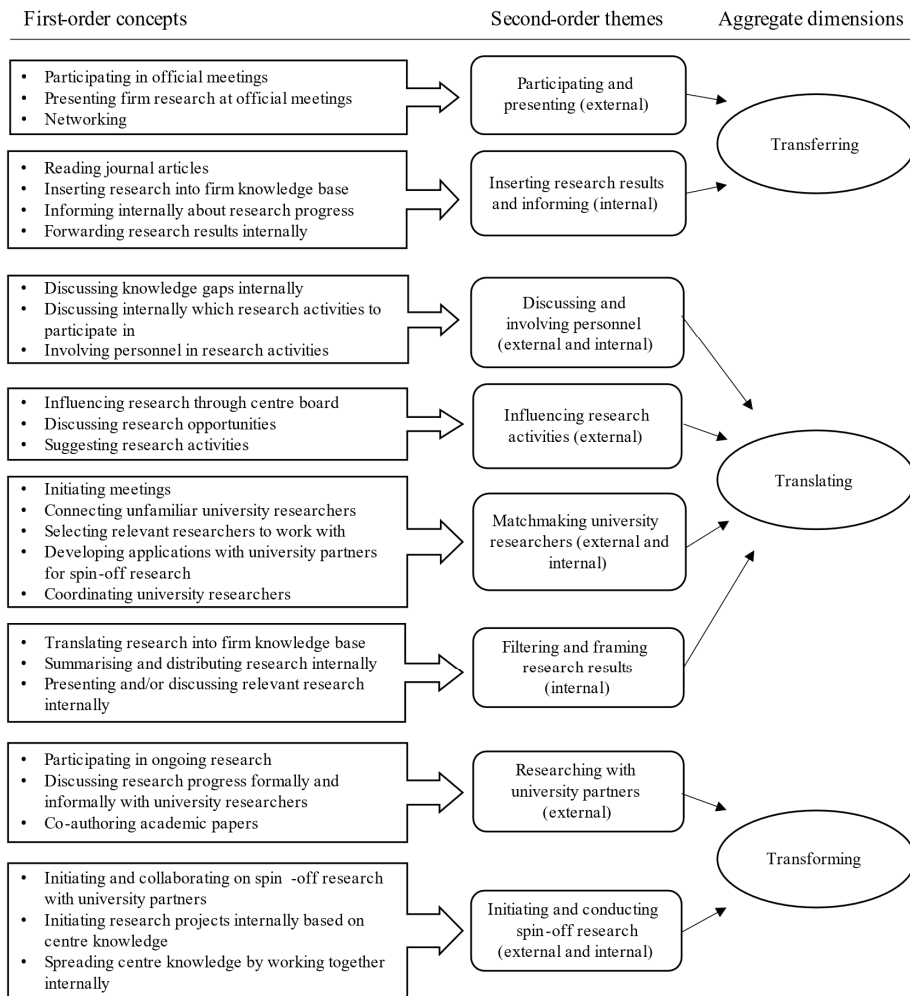 First-order concepts
Second-order themes
Aggregate dimensions
• Participating in official meetings
• Presenting firm research at official meetings
• Networking
Participating and
presenting (external)
Transferring
• Reading journal articles
• Inserting research into firm knowledge base
• Informing internally about research progress
• Forwarding research results internally
Inserting research results
and informing (internal)
• Discussing knowledge gaps internally
• Discussing internally which research activities to
participate in
• Involving personnel in research activities
Discussing and
involving personnel
(external and internal)
• Influencing research through centre board
• Discussing research opportunities
• Suggesting research activities
Influencing research
activities (external)
Translating
• Initiating meetings
• Connecting unfamiliar university researchers
• Selecting relevant researchers to work with
• Developing applications with university partners
for spin-off research
• Coordinating university researchers
Matchmaking university
researchers (external and
internal)
• Translating research into firm knowledge base
• Summarising and distributing research internally
• Presenting and/or discussing relevant research
internally
Filtering and framing
research results
(internal)
• Participating in ongoing research
• Discussing research progress formally and
informally with university researchers
• Co-authoring academic papers
Researching with
university partners
(external)
Transforming
• Initiating and collaborating on spin -off research
with university partners
• Initiating research projects internally based on
centre knowledge
• Spreading centre knowledge by working together
internally
Initiating and conducting
spin-off research
(external and internal)